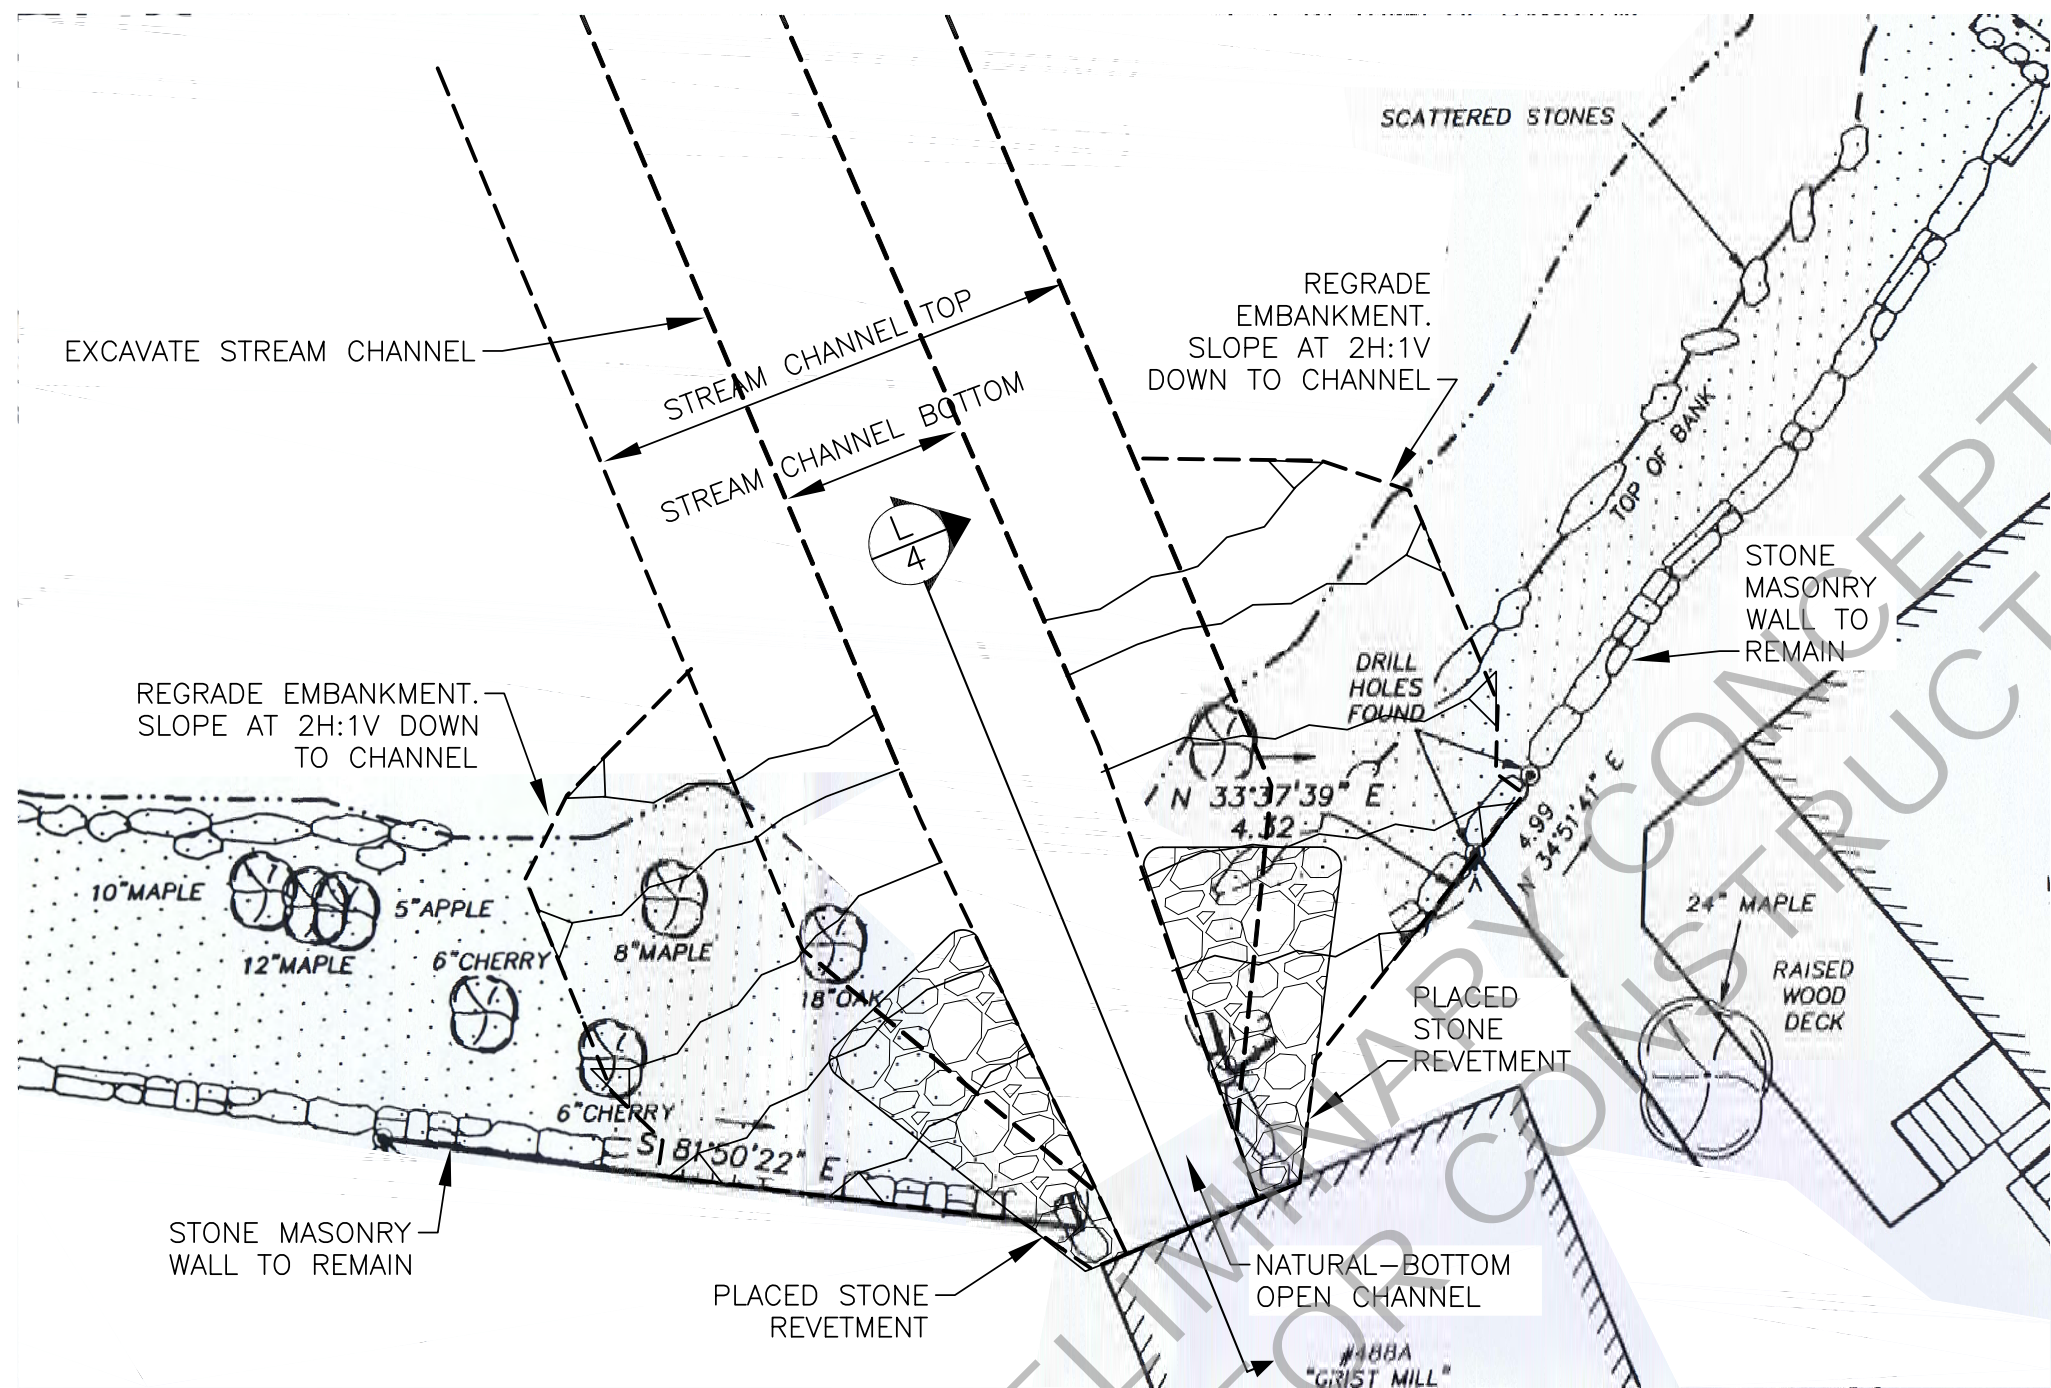 SCATTERED STONES
REGRADE
EMBANKMENT.
SLOPE AT 2H:1V
DOWN TO CHANNEL
EXCAVATE STREAM CHANNEL
STREAM CHANNEL TOP
STREAM CHANNEL BOTTOM
TOP OF BANK
L
4
STONE
MASONRY
WALL TO
REMAIN
DRILL
HOLES
FOUND
REGRADE EMBANKMENT.
SLOPE AT 2H:1V DOWN
TO CHANNEL
N 33°37'39" E
4.32
4.99
N 34°51'41" E
10"MAPLE
5"APPLE
12"MAPLE
6"CHERRY
8"MAPLE
18"OAK
24" MAPLE
RAISED
WOOD
DECK
PLACED
STONE
REVETMENT
6"CHERRY
S 81°50'22" E
STONE MASONRY
WALL TO REMAIN
PLACED STONE
REVETMENT
NATURAL-BOTTOM
OPEN CHANNEL
#488A
"GRIST MILL"
ELIMINARY CONCEPT
OR CONSTRUCT